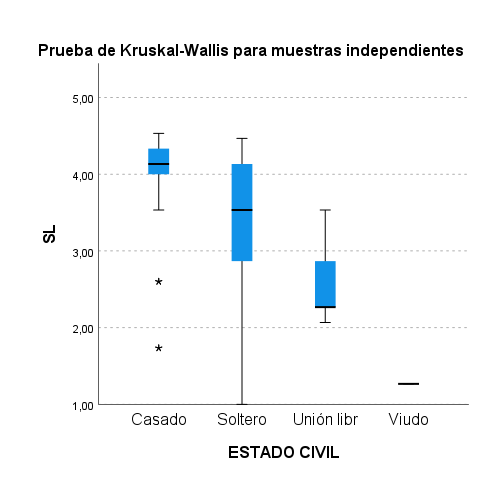 Prueba de Kruskal-Wallis para muestras independientes
5,00
4,00
3,00
2,00
1,00
SL
Casado Soltero Unión libr Viudo
ESTADO CIVIL